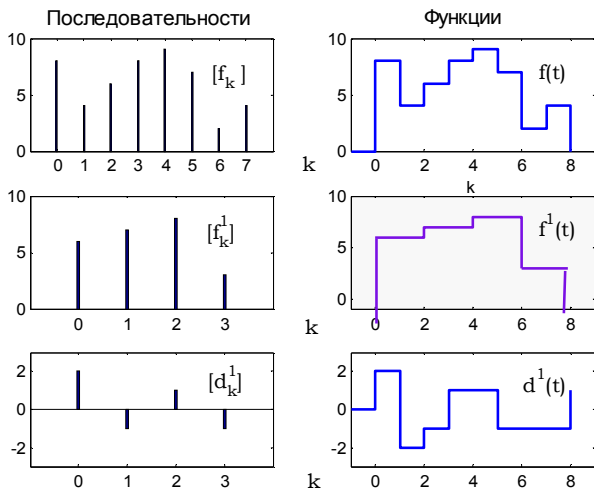 Последовательности
Функции
10
5
0
[f_k]
0 1 2 3 4 5 6 7
k
10
5
0
f(t)
0 2 4 6 8
k
10
5
0
[f_k^1]
0 1 2 3
k
10
5
0
f^1(t)
0 2 4 6 8
2
0
-2
[d_k^1]
0 1 2 3
k
2
0
-2
d^1(t)
0 2 4 6 8